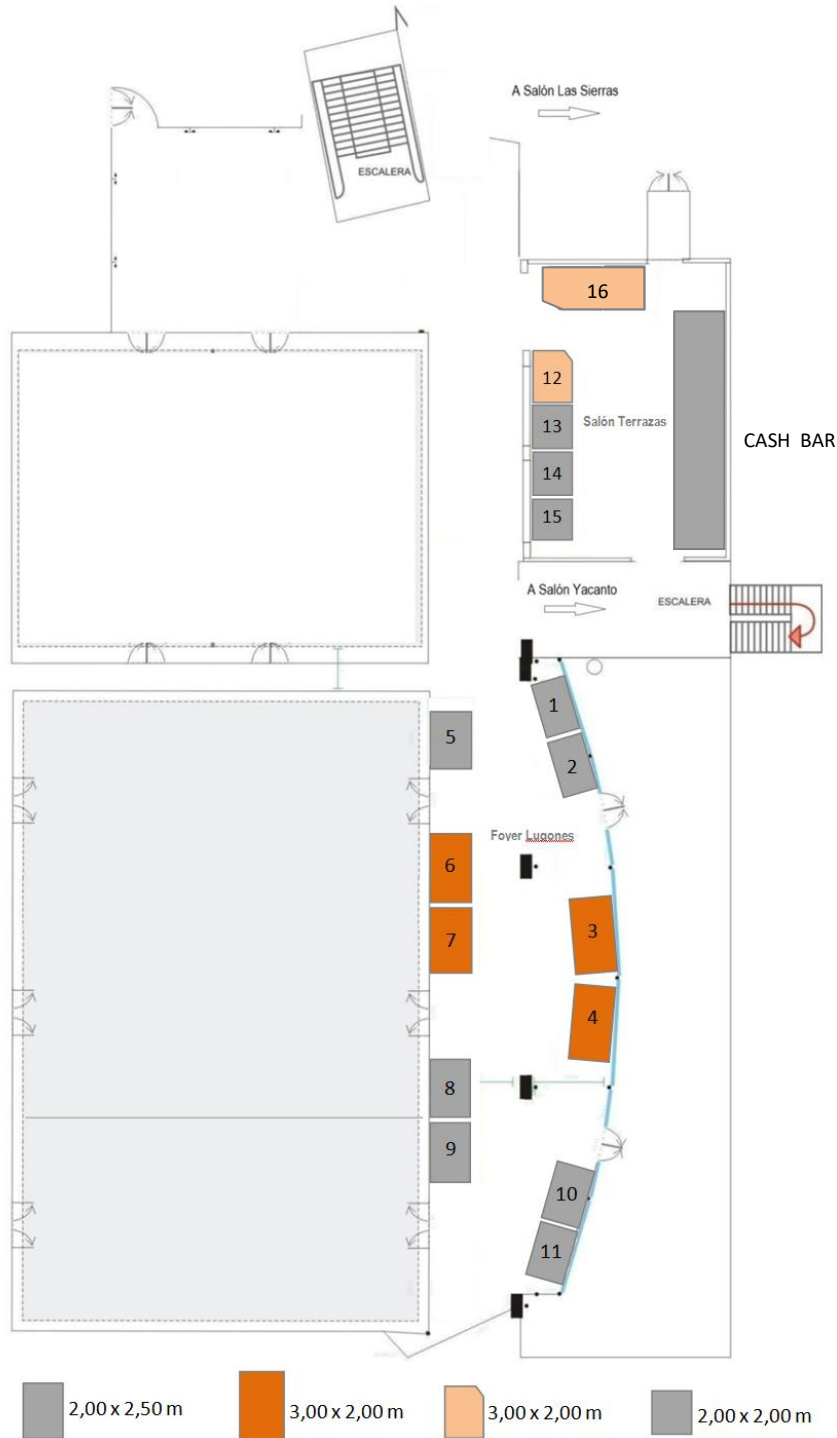 A Salón Las Sierras
ESCALERA
16
12
13
Salón Terrazas
14
15
CASH BAR
A Salón Yacanto
ESCALERA
1
2
5
Foyer Lugones
6
7
3
4
8
9
10
11
2,00 x 2,50 m
3,00 x 2,00 m
3,00 x 2,00 m
2,00 x 2,00 m